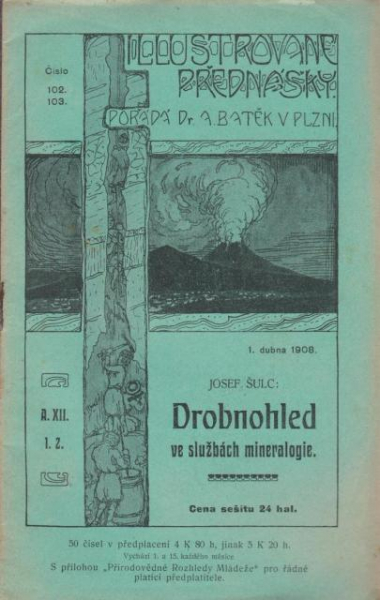 ILLUSTROVANÉ
PŘEDNÁŠKY.
POŘÁDÁ Dr. A. BATĚK V PLZNI.
Číslo
102.
103.
1. dubna 1908.
A. XII.
1. 2.
JOSEF ŠULC:
Drobnohled
ve službách mineralogie.
Cena sešitu 24 hal.
30 čísel v předplacení 4 K 80 h, jinak 5 K 20 h.
Vychází 1. a 15. každého měsíce
S přílohou „Přírodovědné Rozhledy Mládeže" pro řádně
platící předplatitele.